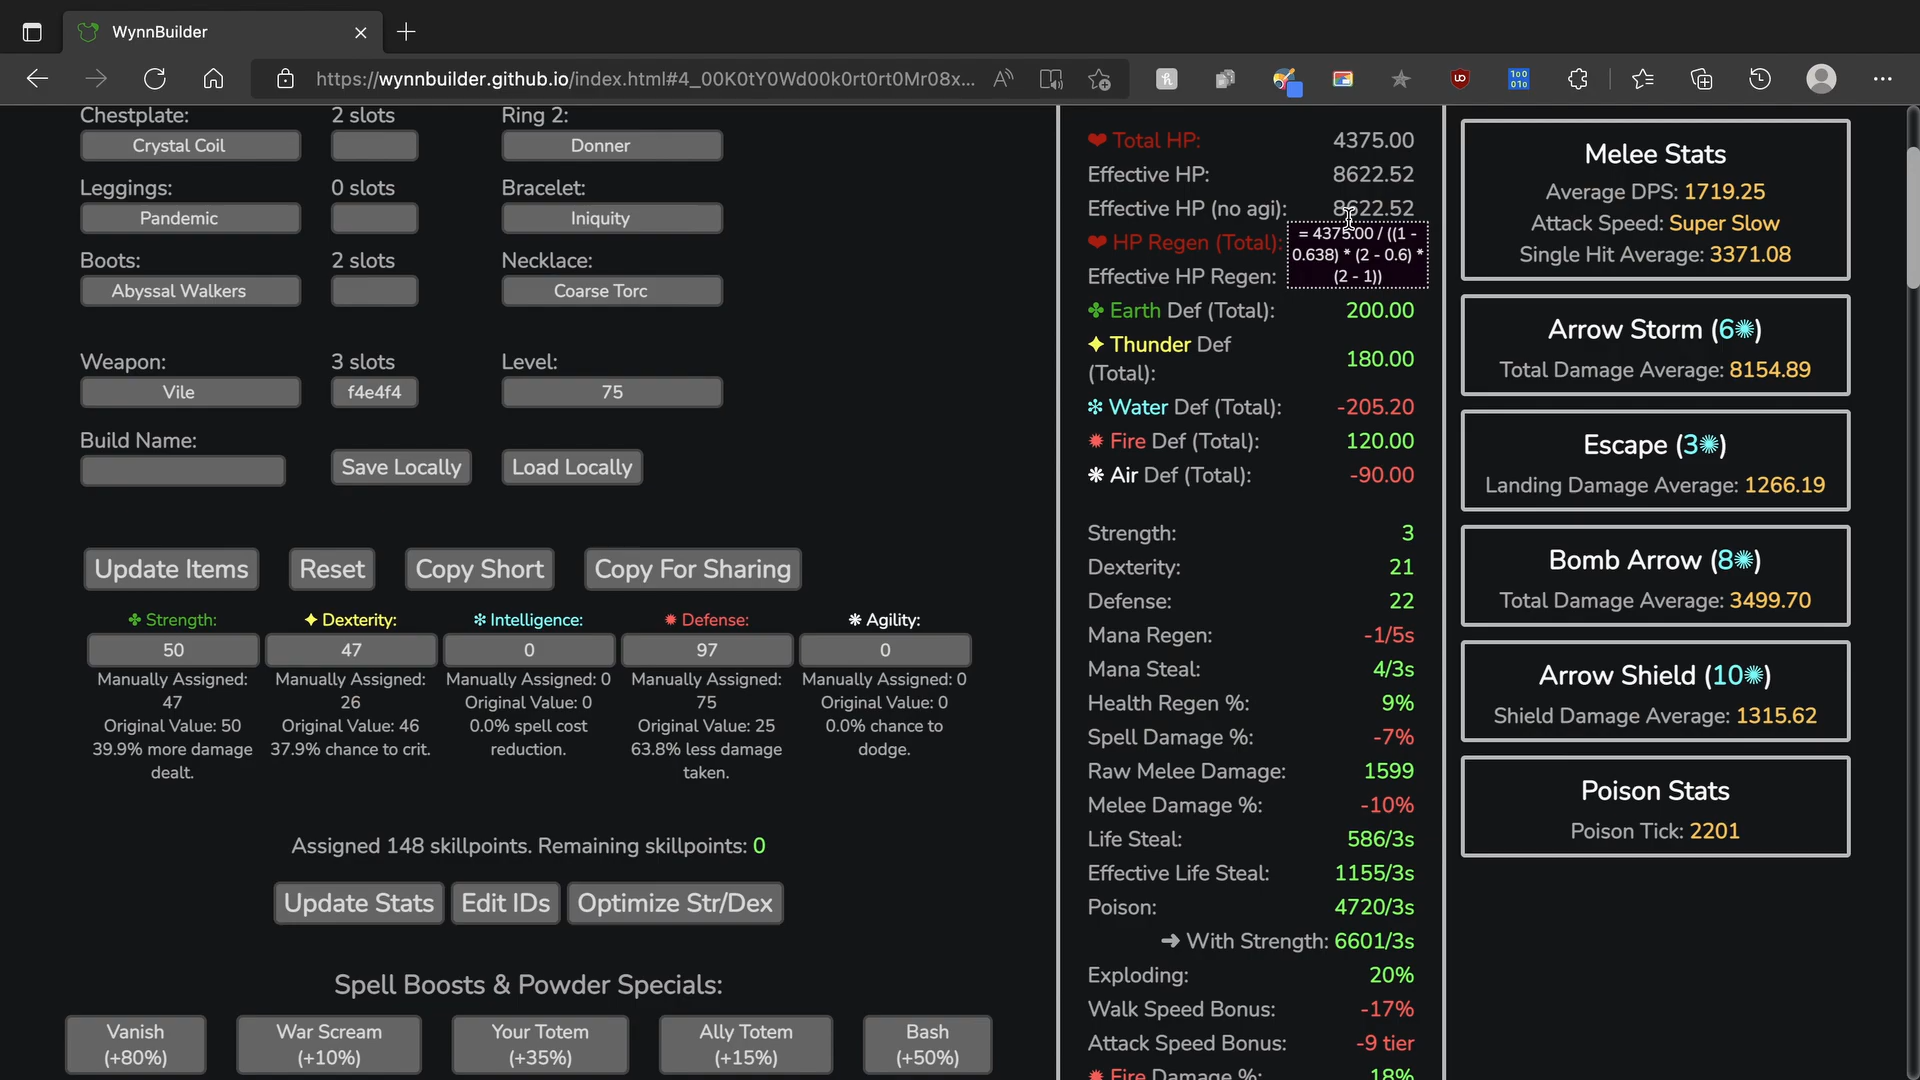 WynnBuilder
https://wynnbuilder.github.io/index.html#4_00K0tY0Wd00k0rt0rt0Mr08x...
Chestplate: 2 slots Ring 2:
Crystal Coil Donner
Leggings: 0 slots Bracelet:
Pandemic Iniquity
Boots: 2 slots Necklace:
Abyssal Walkers Coarse Torc
Weapon: 3 slots Level:
Vile f4e4f4 75
Build Name:
Save Locally Load Locally
Update Items Reset Copy Short Copy For Sharing
Strength: Dexterity: Intelligence: Defense: Agility:
50 47 0 97 0
Manually Assigned: Manually Assigned: Manually Assigned: 0 Manually Assigned: Manually Assigned: 0
47 26 Original Value: 0 75 Original Value: 0
Original Value: 50 Original Value: 46 0.0% spell cost Original Value: 25 0.0% chance to
39.9% more damage 37.9% chance to crit. reduction. 63.8% less damage dodge.
dealt. taken.
Assigned 148 skillpoints. Remaining skillpoints: 0
Update Stats Edit IDs Optimize Str/Dex
Spell Boosts & Powder Specials:
Vanish War Scream Your Totem Ally Totem Bash
(+80%) (+10%) (+35%) (+15%) (+50%)
Total HP: 4375.00
Effective HP: 8622.52
Effective HP (no agi): 8622.52
HP Regen (Total):
= 4375.00 / ((1 -
0.638) * (2 - 0.6) *
(2 - 1))
Effective HP Regen:
Earth Def (Total): 200.00
Thunder Def
(Total): 180.00
Water Def (Total): -205.20
Fire Def (Total): 120.00
Air Def (Total): -90.00
Strength: 3
Dexterity: 21
Defense: 22
Mana Regen: -1/5s
Mana Steal: 4/3s
Health Regen %: 9%
Spell Damage %: -7%
Raw Melee Damage: 1599
Melee Damage %: -10%
Life Steal: 586/3s
Effective Life Steal: 1155/3s
Poison: 4720/3s
➜ With Strength: 6601/3s
Exploding: 20%
Walk Speed Bonus: -17%
Attack Speed Bonus: -9 tier
Fire Damage %: 18%
Melee Stats
Average DPS: 1719.25
Attack Speed: Super Slow
Single Hit Average: 3371.08
Arrow Storm (6)
Total Damage Average: 8154.89
Escape (3)
Landing Damage Average: 1266.19
Bomb Arrow (8)
Total Damage Average: 3499.70
Arrow Shield (10)
Shield Damage Average: 1315.62
Poison Stats
Poison Tick: 2201